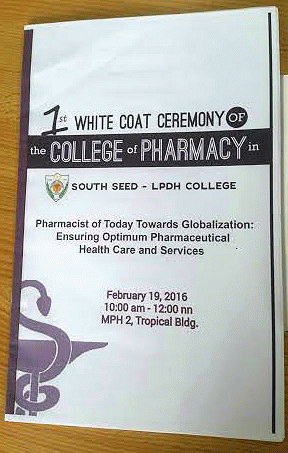 1st WHITE COAT CEREMONY OF
the COLLEGE of PHARMACY in
SOUTH SEED - LPDH COLLEGE
Pharmacist of Today Towards Globalization:
Ensuring Optimum Pharmaceutical
Health Care and Services
February 19, 2016
10:00 am - 12:00 nn
MPH 2, Tropical Bldg.